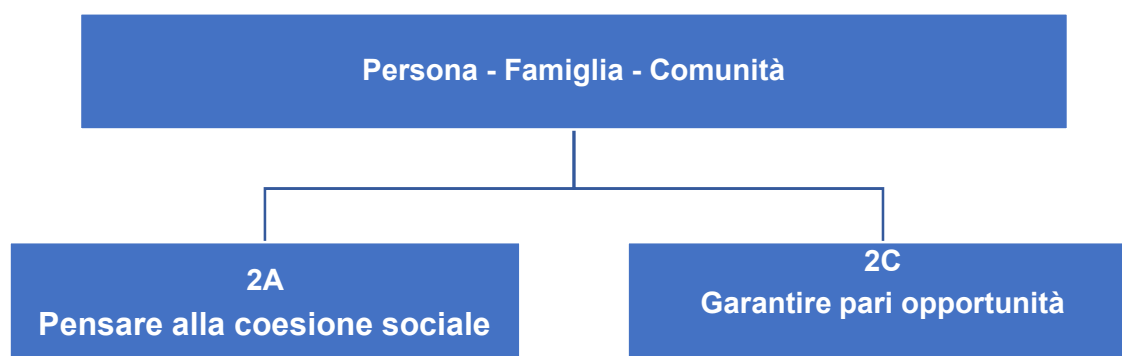 Persona - Famiglia - Comunità
2A
Pensare alla coesione sociale
2C
Garantire pari opportunità